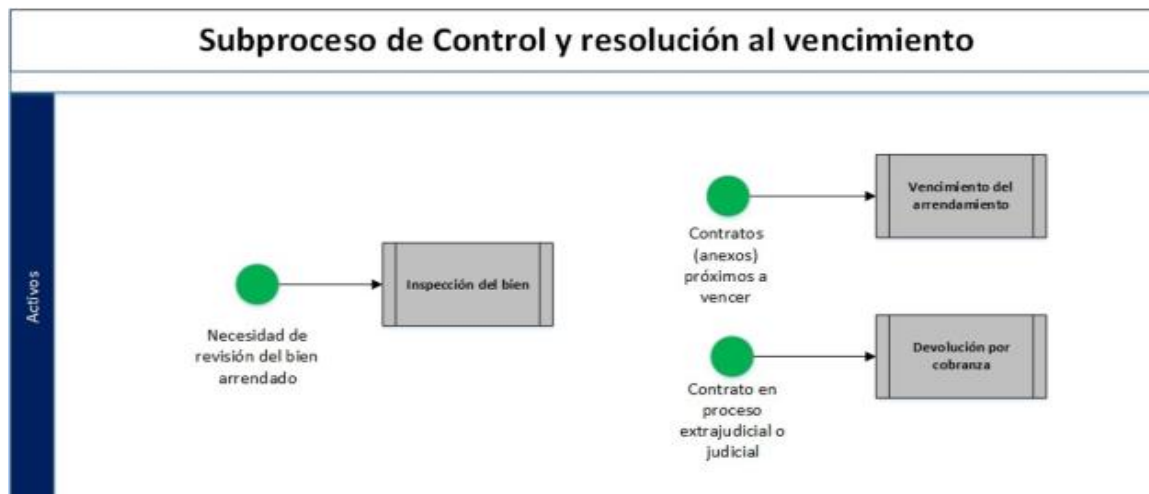 Subproceso de Control y resolución al vencimiento
Activos
Necesidad de
revisión del bien
arrendado
Inspección del bien
Contratos
(anexos)
próximos a
vencer
Vencimiento del
arrendamiento
Contrato en
proceso
extrajudicial o
judicial
Devolución por
cobranza